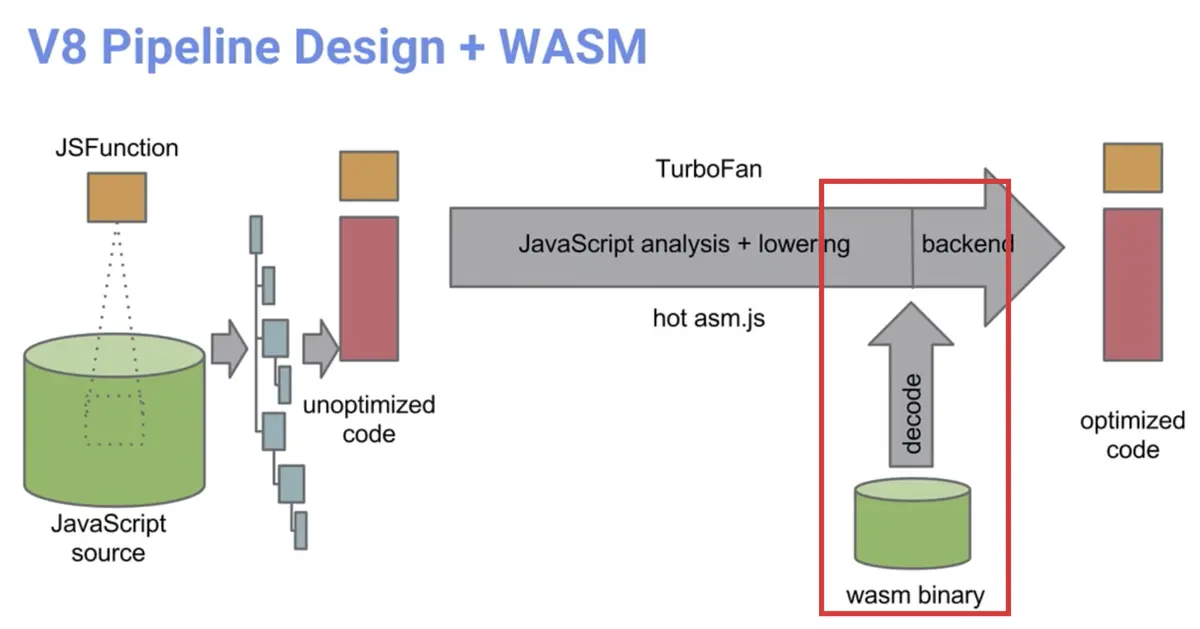 V8 Pipeline Design + WASM
JSFunction
TurboFan
JavaScript analysis + lowering
backend
hot asm.js
decode
unoptimized
code
optimized
code
JavaScript
source
wasm binary